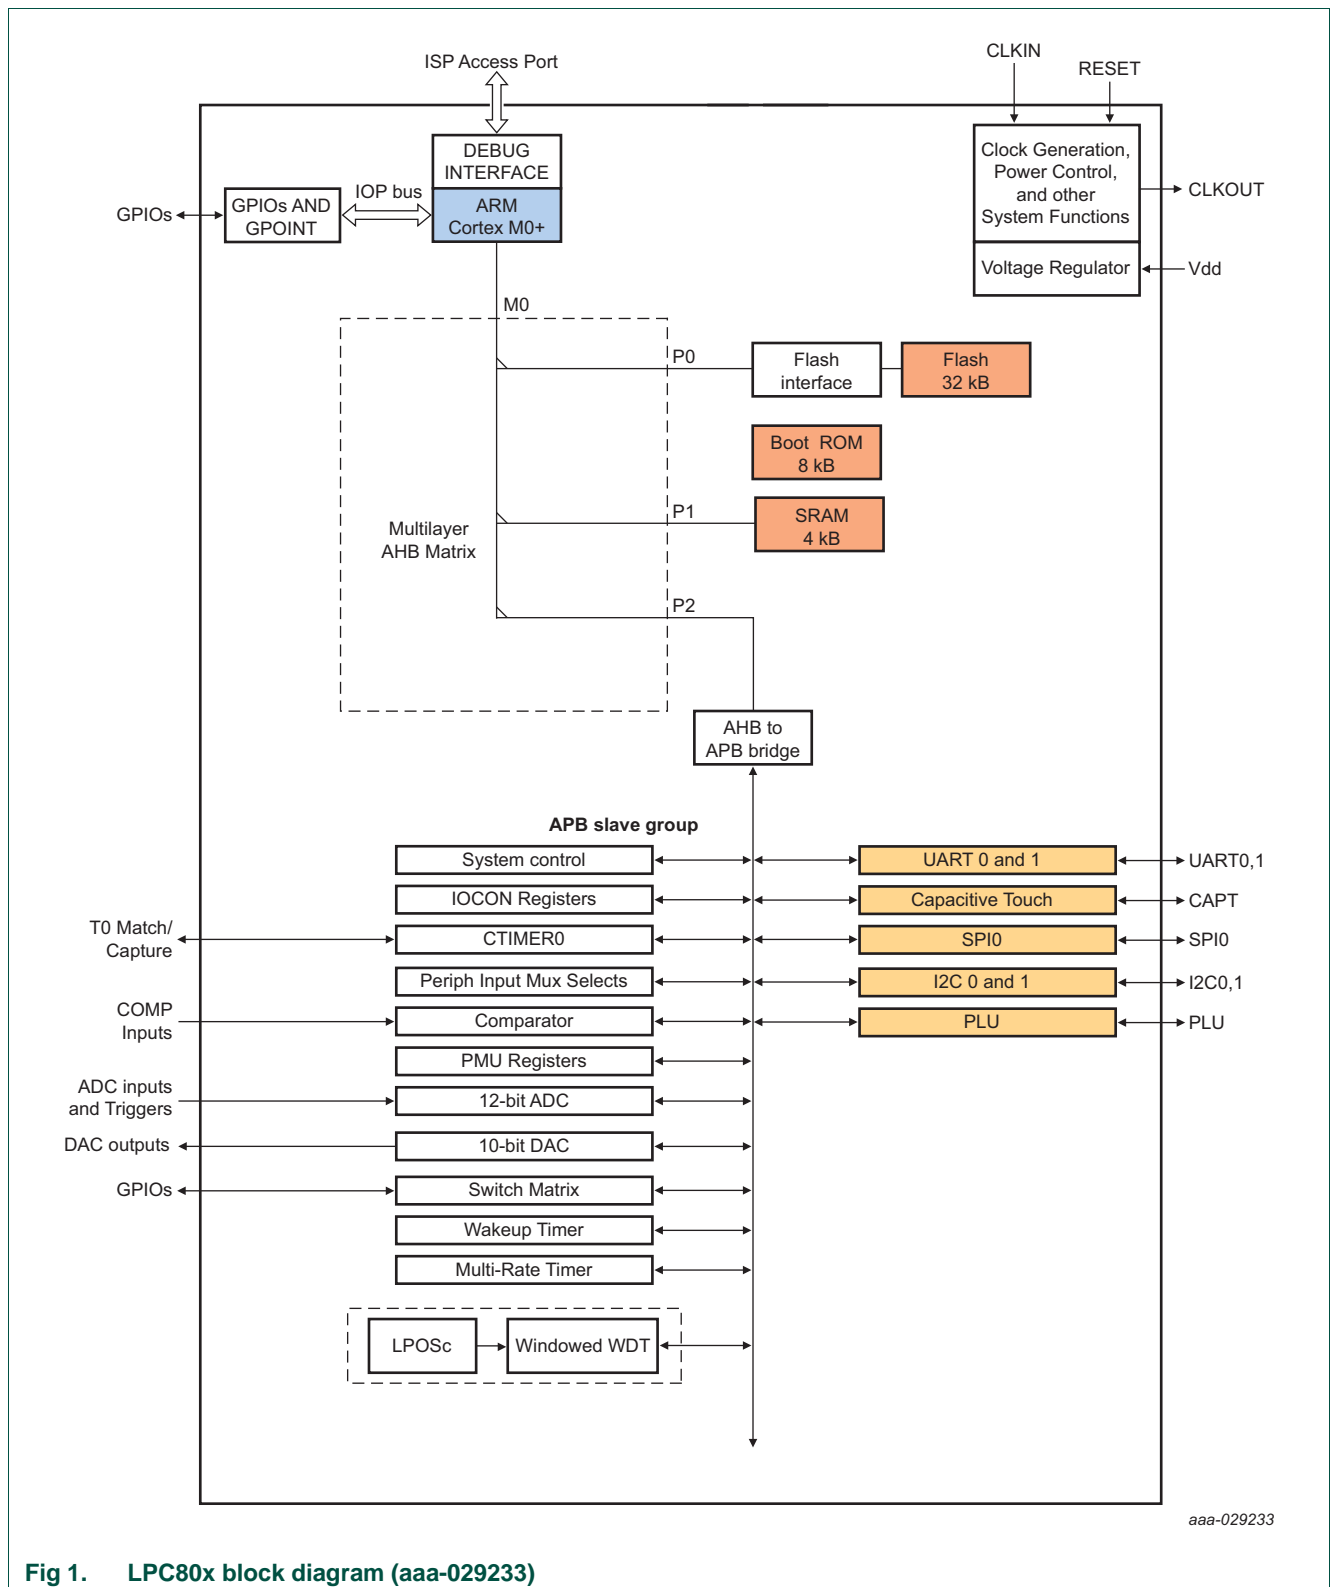 ISP Access Port
CLKIN
RESET
DEBUG
INTERFACE
ARM
Cortex M0+
IOP bus
GPIOs AND
GPOINT
GPIOs
Clock Generation,
Power Control,
and other
System Functions
CLKOUT
Voltage Regulator
Vdd
M0
P0
Flash
interface
Flash
32 kB
Boot ROM
8 kB
P1
SRAM
4 kB
Multilayer
AHB Matrix
P2
AHB to
APB bridge
APB slave group
System control
UART 0 and 1
UART0,1
IOCON Registers
Capacitive Touch
CAPT
T0 Match/
Capture
CTIMER0
SPI0
SPI0
Periph Input Mux Selects
I2C 0 and 1
I2C0,1
COMP
Inputs
Comparator
PLU
PLU
PMU Registers
ADC inputs
and Triggers
12-bit ADC
DAC outputs
10-bit DAC
GPIOs
Switch Matrix
Wakeup Timer
Multi-Rate Timer
LPOSc
Windowed WDT
aaa-029233
Fig 1. LPC80x block diagram (aaa-029233)